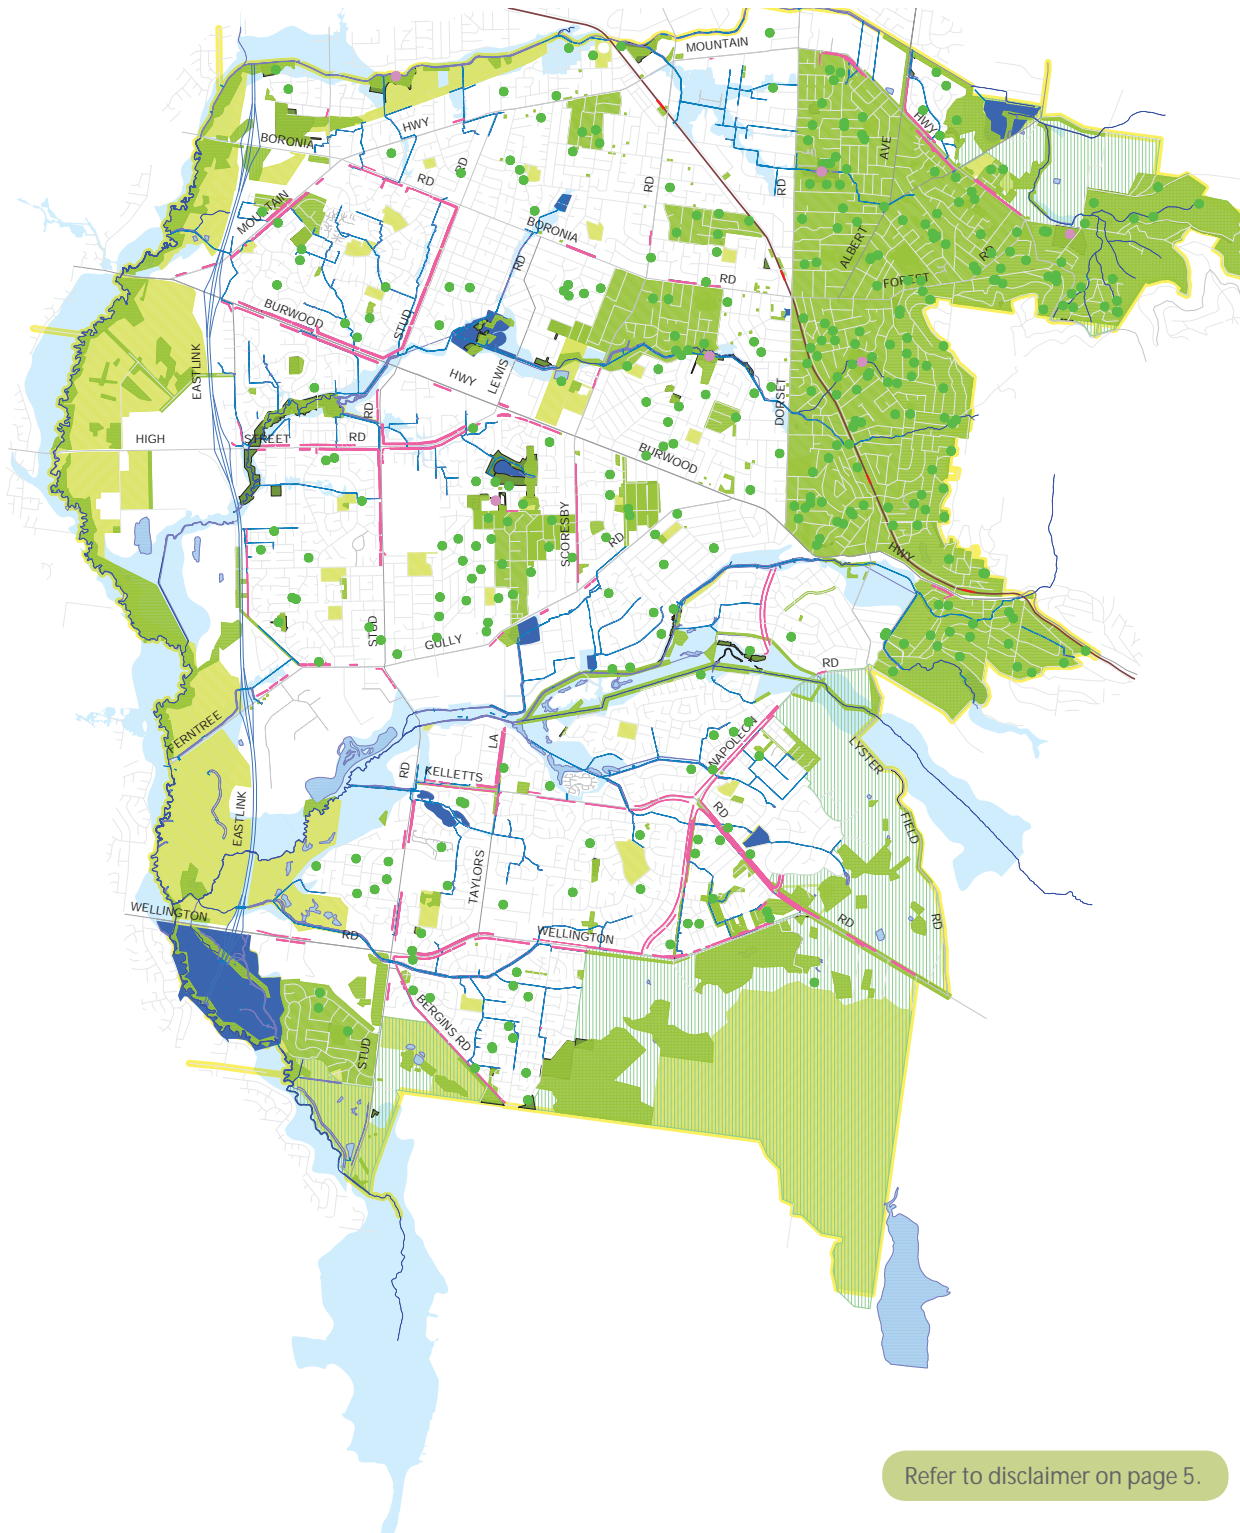 MOUNTAIN
HWY
BORONIA
RD
RD
RD
RD
AVE
HWY
MOUNTAIN
BORONIA
RD
RD
ALBERT
RD
FOREST
BURWOOD
STUD
EASTLINK
HWY
LEWIS
DORSET
RD
HIGH
STREET
RD
BURWOOD
SCORESBY
RD
HWY
STUD
GULLY
RD
FERNTREE
LA
NAPOLEON
LYSTER
RD
KELLETTS
EASTLINK
RD
FIELD
TAYLORS
WELLINGTON
RD
WELLINGTON
RD
RD
BERGINS RD
STUD
Refer to disclaimer on page 5.